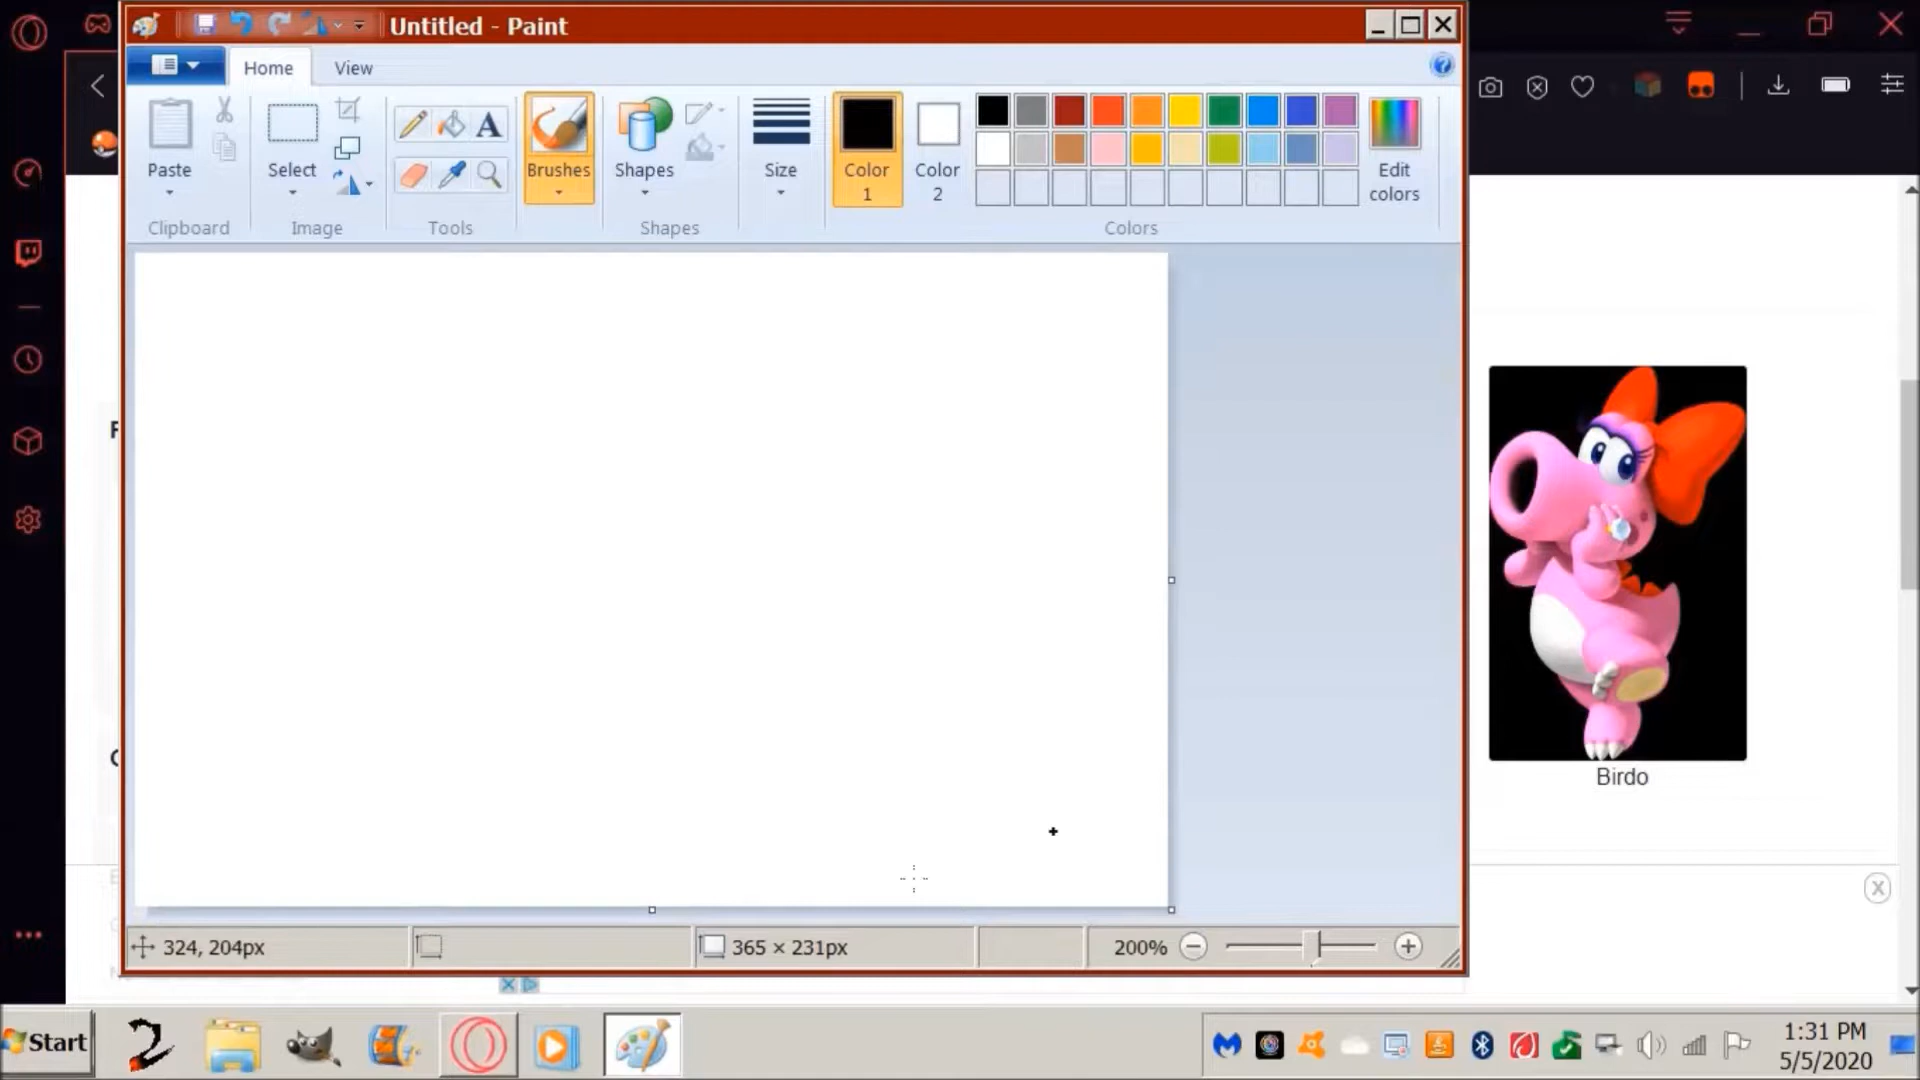 Untitled - Paint
Home
View
Paste
Select
Brushes
Shapes
Size
Color
1
Color
2
Edit
colors
Clipboard
Image
Tools
Shapes
Colors
Birdo
324, 204px
365 × 231px
200%
Start
1:31 PM
5/5/2020